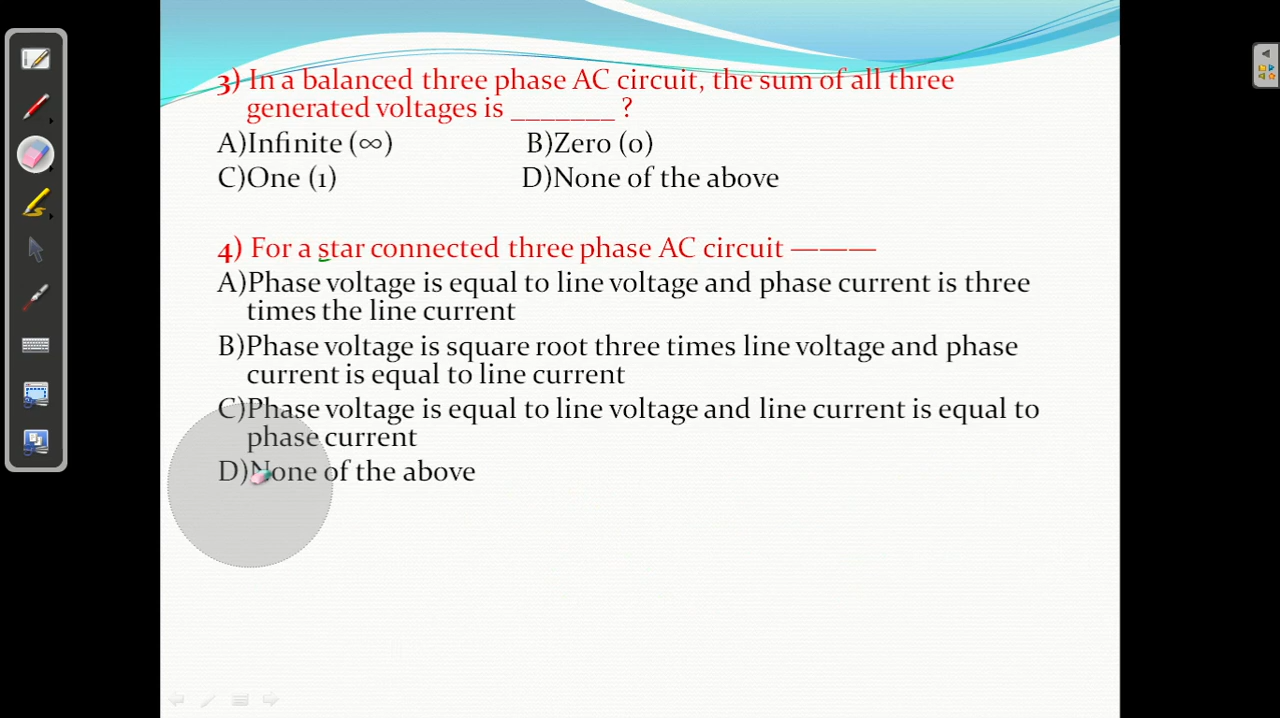 3) In a balanced three phase AC circuit, the sum of all three
generated voltages is _______ ?
A)Infinite (∞) B)Zero (0)
C)One (1) D)None of the above
4) For a star connected three phase AC circuit ———
A)Phase voltage is equal to line voltage and phase current is three
times the line current
B)Phase voltage is square root three times line voltage and phase
current is equal to line current
C)Phase voltage is equal to line voltage and line current is equal to
phase current
D)None of the above